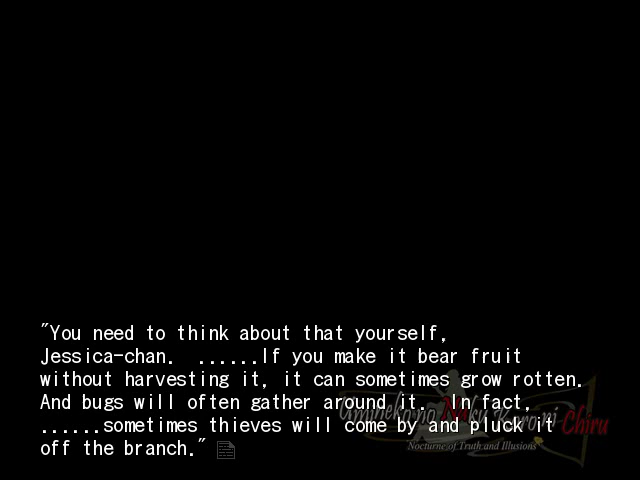 "You need to think about that yourself,
Jessica-chan.  ......If you make it bear fruit
without harvesting it, it can sometimes grow rotten.
And bugs will often gather around it.  In fact,
......sometimes thieves will come by and pluck it
off the branch."
Umineko no Naku Koro ni Chiru
Nocturne of Truth and Illusions